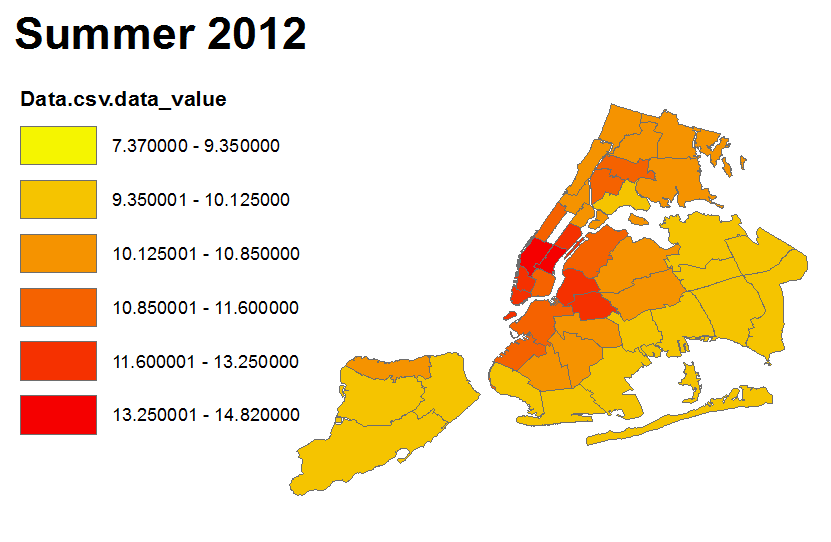 Summer 2012
Data.csv.data_value
7.370000 - 9.350000
9.350001 - 10.125000
10.125001 - 10.850000
10.850001 - 11.600000
11.600001 - 13.250000
13.250001 - 14.820000